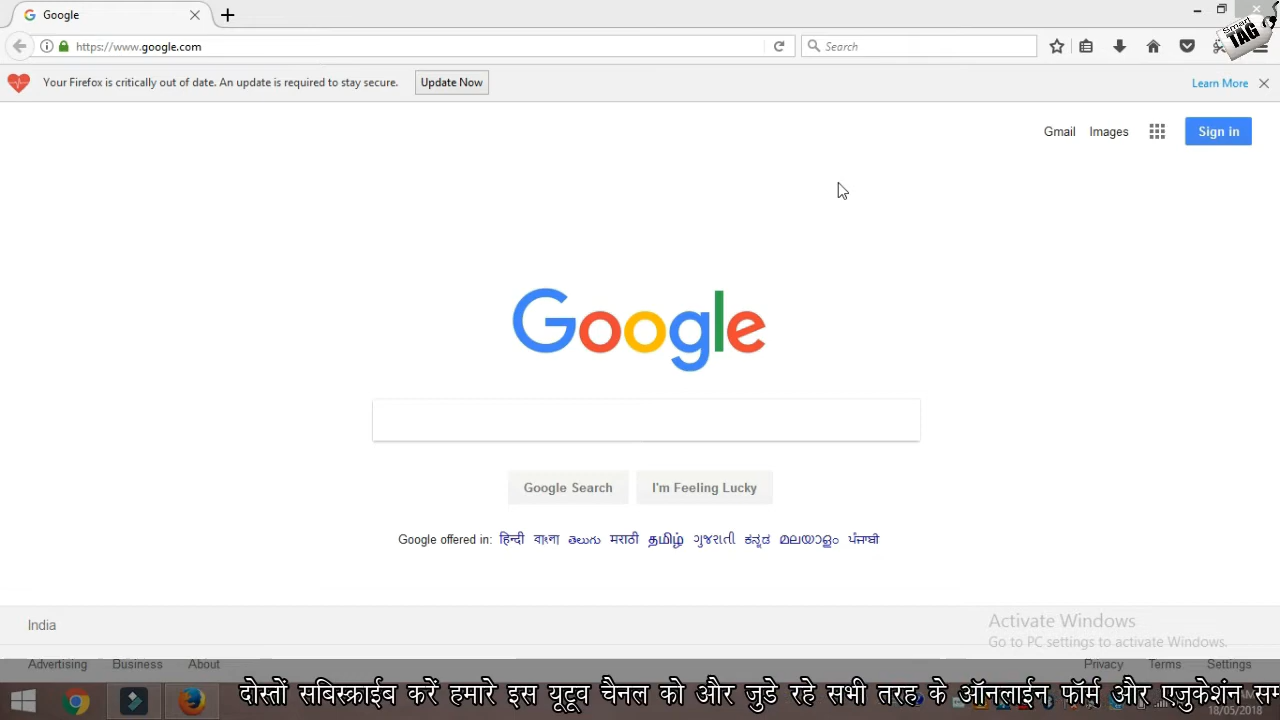 Google
https://www.google.com
Search
Smart
TAG
Your Firefox is critically out of date. An update is required to stay secure.
Update Now
Learn More
Gmail
Images
Sign in
Google
Google Search
I'm Feeling Lucky
Google offered in: हिन्दी বাংলা తెలుగు मराठी தமிழ் ગુજરાતી ಕನ್ನಡ മലയാളം ਪੰਜਾਬੀ
India
Activate Windows
Go to PC settings to activate Windows.
Advertising
Business
About
Privacy
Terms
Settings
दोस्तों सबिस्क्राईब करें हमारे इस यूटूव चैनल को और जुडे रहे सभी तरह के ऑनलाईन फॉर्म और एजुकेशंन सम
18/05/2018